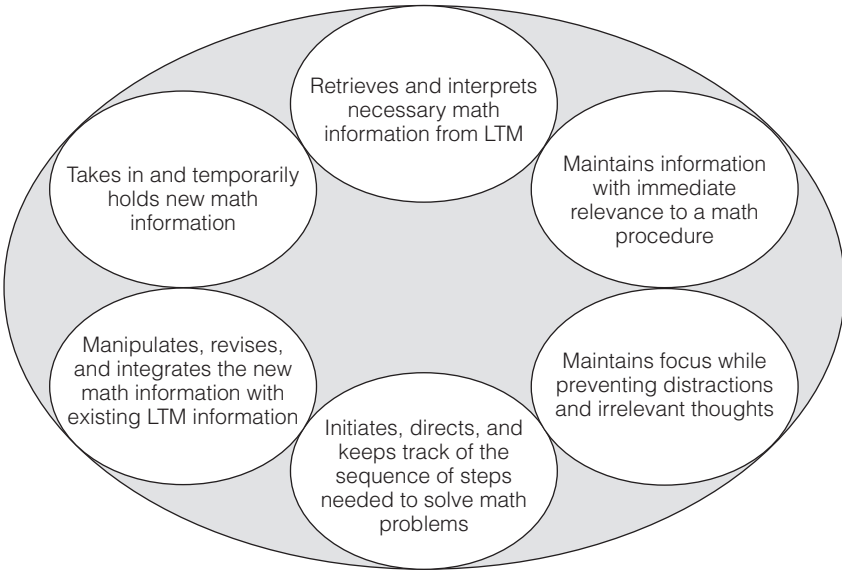 Retrieves and interprets
necessary math
information from LTM
Takes in and temporarily
holds new math
information
Maintains information
with immediate
relevance to a math
procedure
Manipulates, revises,
and integrates the new
math information with
existing LTM information
Maintains focus while
preventing distractions
and irrelevant thoughts
Initiates, directs, and
keeps track of the
sequence of steps
needed to solve math
problems